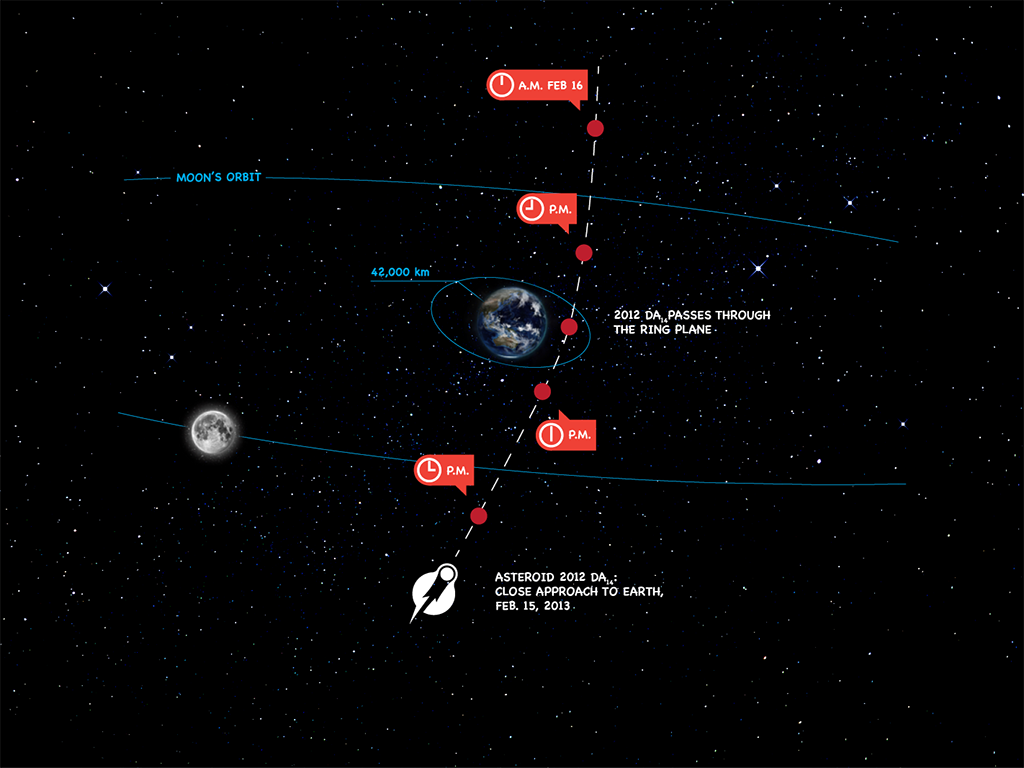 A.M. FEB 16
MOON'S ORBIT
P.M.
42,000 km
2012 DA14 PASSES THROUGH
THE RING PLANE
P.M.
P.M.
ASTEROID 2012 DA14:
CLOSE APPROACH TO EARTH,
FEB. 15, 2013